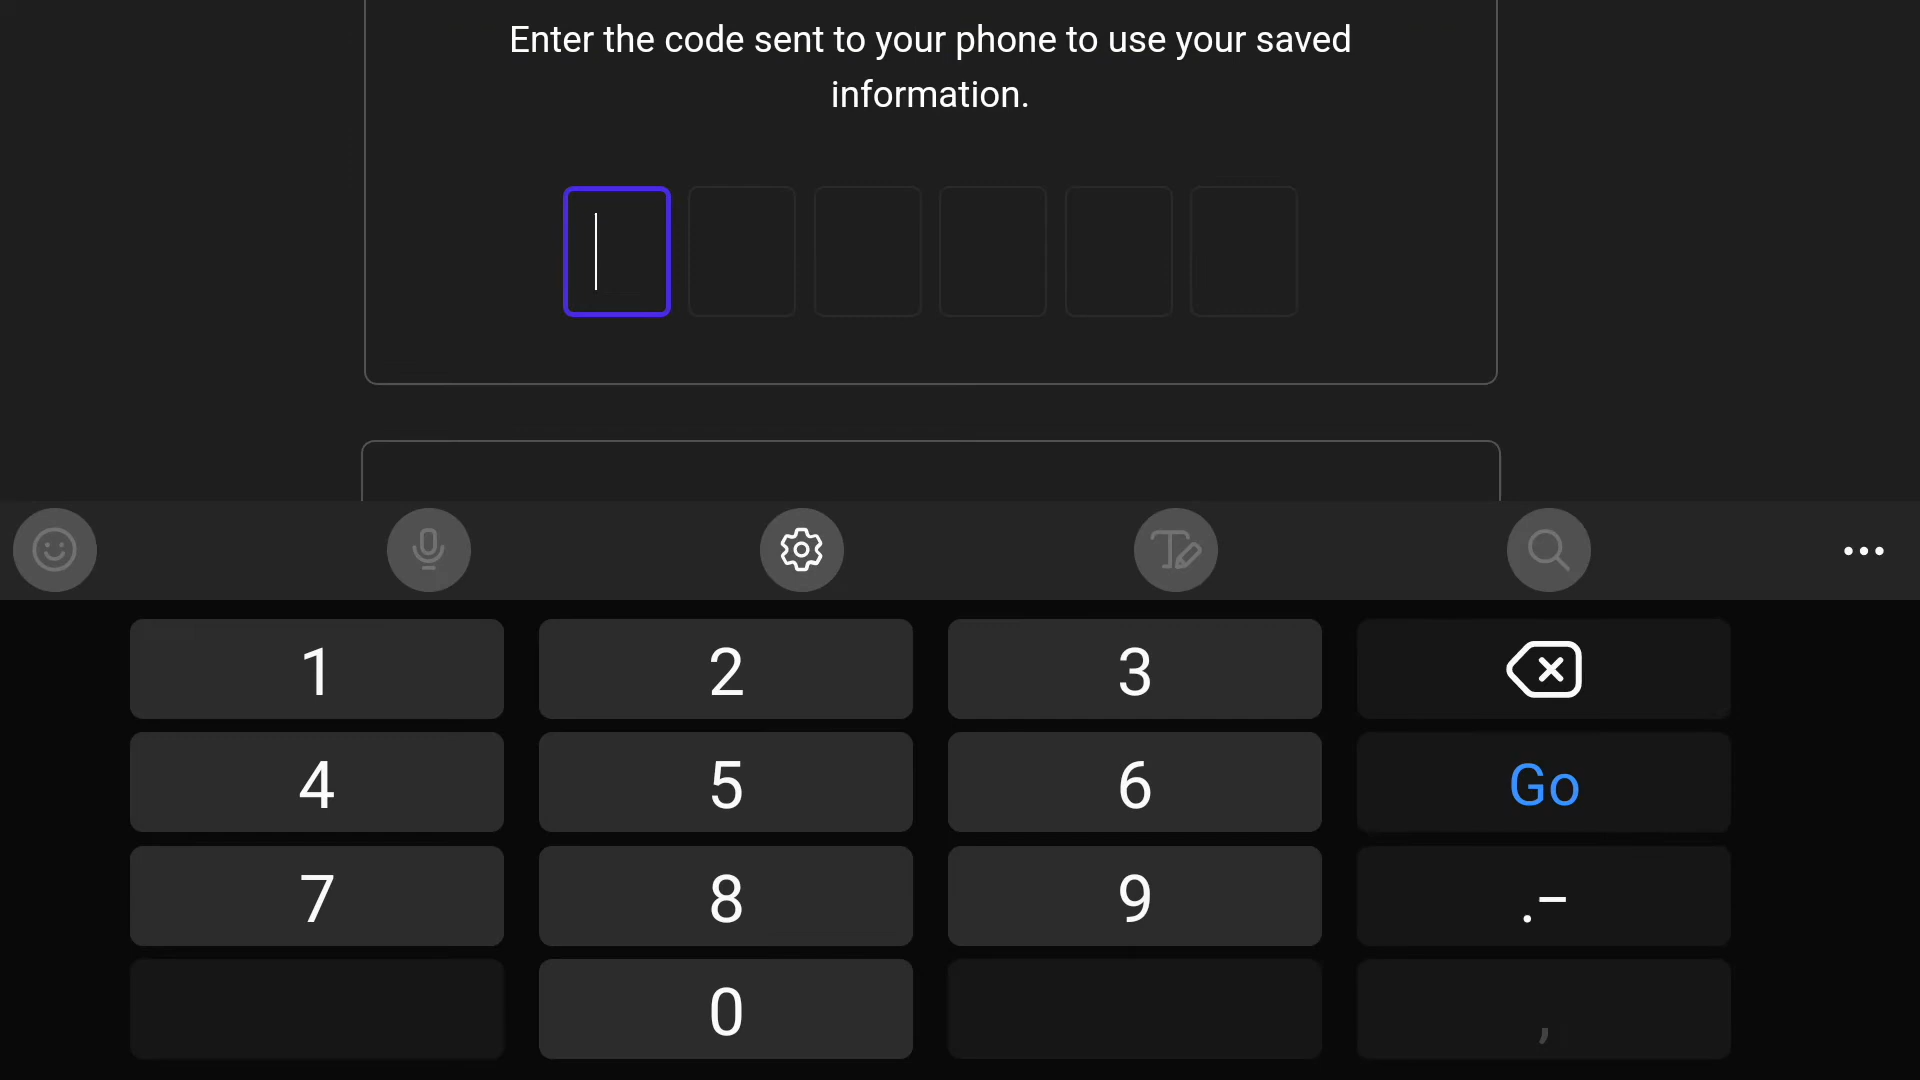 Enter the code sent to your phone to use your saved
information.
1 2 3
4 5 6 Go
7 8 9 .–
0 ,